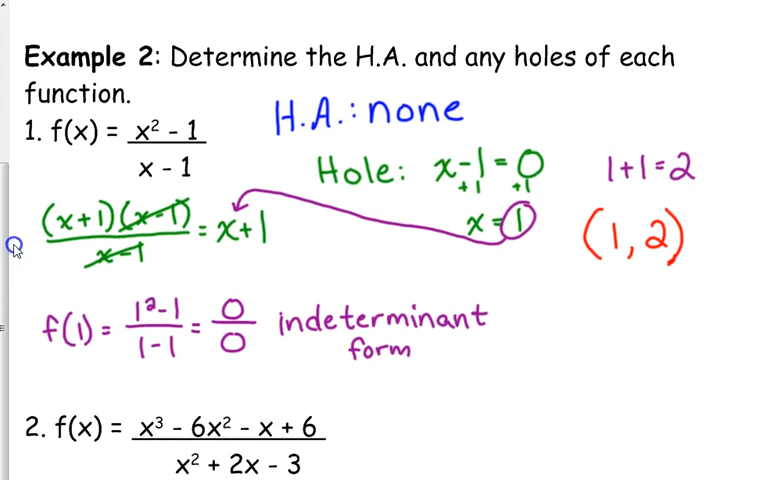 Example 2: Determine the H.A. and any holes of each
function.
H.A.: none
1. f(x) = x² - 1
x - 1
Hole: x-1=0
+1 +1
x=1
1+1=2
(1,2)
(x+1)(x-1) = x+1
x-1
f(1) = 1²-1 = 0 indeterminant
1-1 0 form
2. f(x) = x³ - 6x² - x + 6
x² + 2x - 3